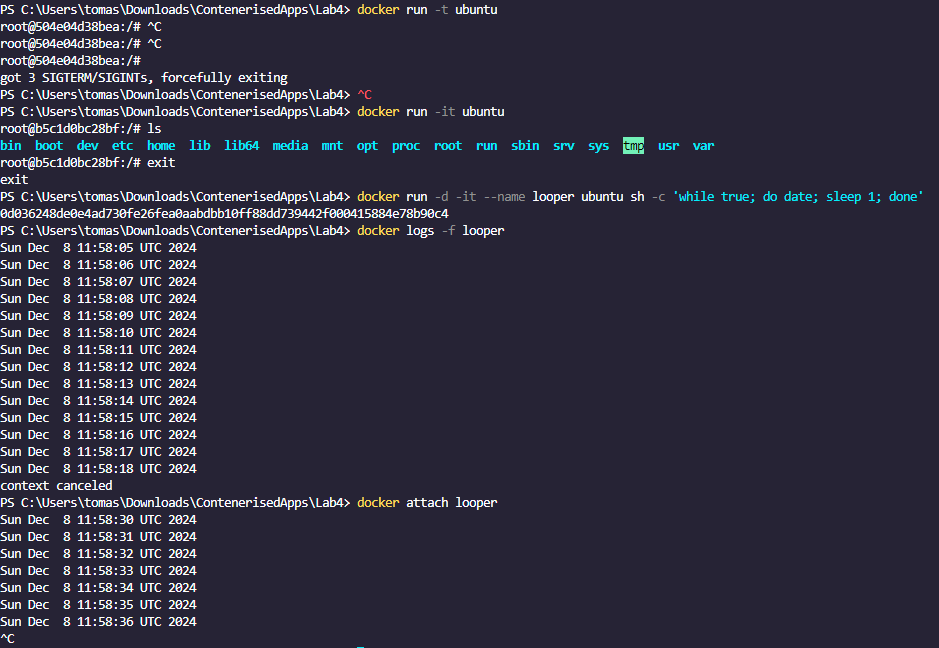 PS C:\Users\tomas\Downloads\ContenerisedApps\Lab4> docker run -t ubuntu
root@504e04d38bea:/# ^C
root@504e04d38bea:/# ^C
root@504e04d38bea:/#
got 3 SIGTERM/SIGINTs, forcefully exiting
PS C:\Users\tomas\Downloads\ContenerisedApps\Lab4> ^C
PS C:\Users\tomas\Downloads\ContenerisedApps\Lab4> docker run -it ubuntu
root@b5c1d0bc28bf:/# ls
bin boot dev etc home lib lib64 media mnt opt proc root run sbin srv sys tmp usr var
root@b5c1d0bc28bf:/# exit
exit
PS C:\Users\tomas\Downloads\ContenerisedApps\Lab4> docker run -d -it --name looper ubuntu sh -c 'while true; do date; sleep 1; done'
0d036248de0e4ad730fe26fea0aabdbb10ff88dd739442f000415884e78b90c4
PS C:\Users\tomas\Downloads\ContenerisedApps\Lab4> docker logs -f looper
Sun Dec  8 11:58:05 UTC 2024
Sun Dec  8 11:58:06 UTC 2024
Sun Dec  8 11:58:07 UTC 2024
Sun Dec  8 11:58:08 UTC 2024
Sun Dec  8 11:58:09 UTC 2024
Sun Dec  8 11:58:10 UTC 2024
Sun Dec  8 11:58:11 UTC 2024
Sun Dec  8 11:58:12 UTC 2024
Sun Dec  8 11:58:13 UTC 2024
Sun Dec  8 11:58:14 UTC 2024
Sun Dec  8 11:58:15 UTC 2024
Sun Dec  8 11:58:16 UTC 2024
Sun Dec  8 11:58:17 UTC 2024
Sun Dec  8 11:58:18 UTC 2024
context canceled
PS C:\Users\tomas\Downloads\ContenerisedApps\Lab4> docker attach looper
Sun Dec  8 11:58:30 UTC 2024
Sun Dec  8 11:58:31 UTC 2024
Sun Dec  8 11:58:32 UTC 2024
Sun Dec  8 11:58:33 UTC 2024
Sun Dec  8 11:58:34 UTC 2024
Sun Dec  8 11:58:35 UTC 2024
Sun Dec  8 11:58:36 UTC 2024
^C